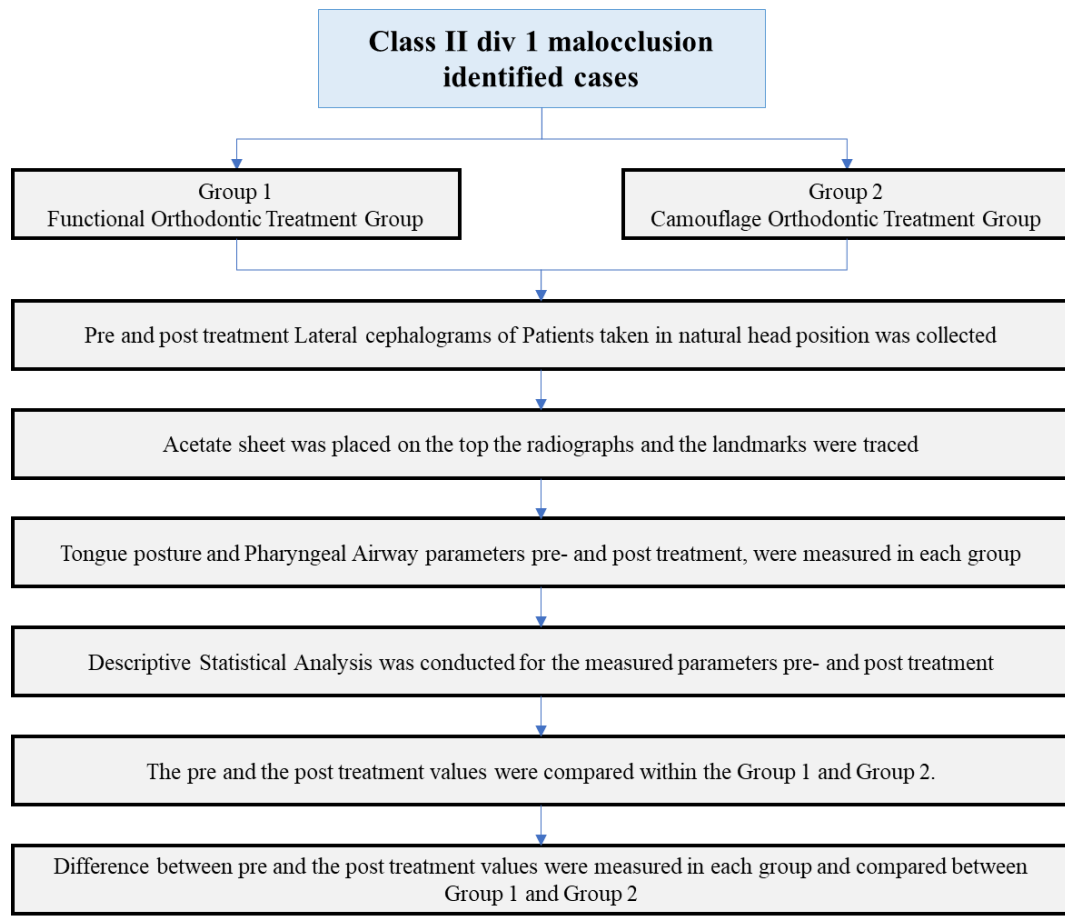 Class II div 1 malocclusion
identified cases
Group 1
Functional Orthodontic Treatment Group
Group 2
Camouflage Orthodontic Treatment Group
Pre and post treatment Lateral cephalograms of Patients taken in natural head position was collected
Acetate sheet was placed on the top the radiographs and the landmarks were traced
Tongue posture and Pharyngeal Airway parameters pre- and post treatment, were measured in each group
Descriptive Statistical Analysis was conducted for the measured parameters pre- and post treatment
The pre and the post treatment values were compared within the Group 1 and Group 2.
Difference between pre and the post treatment values were measured in each group and compared between
Group 1 and Group 2